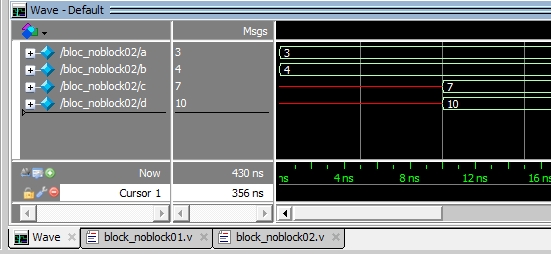 Wave - Default
Msgs
/bloc_noblock02/a 3 3
/bloc_noblock02/b 4 4
/bloc_noblock02/c 7 7
/bloc_noblock02/d 10 10
Now 430 ns ns 4 ns 8 ns 12 ns 16 ns
Cursor 1 356 ns
Wave block_noblock01.v block_noblock02.v